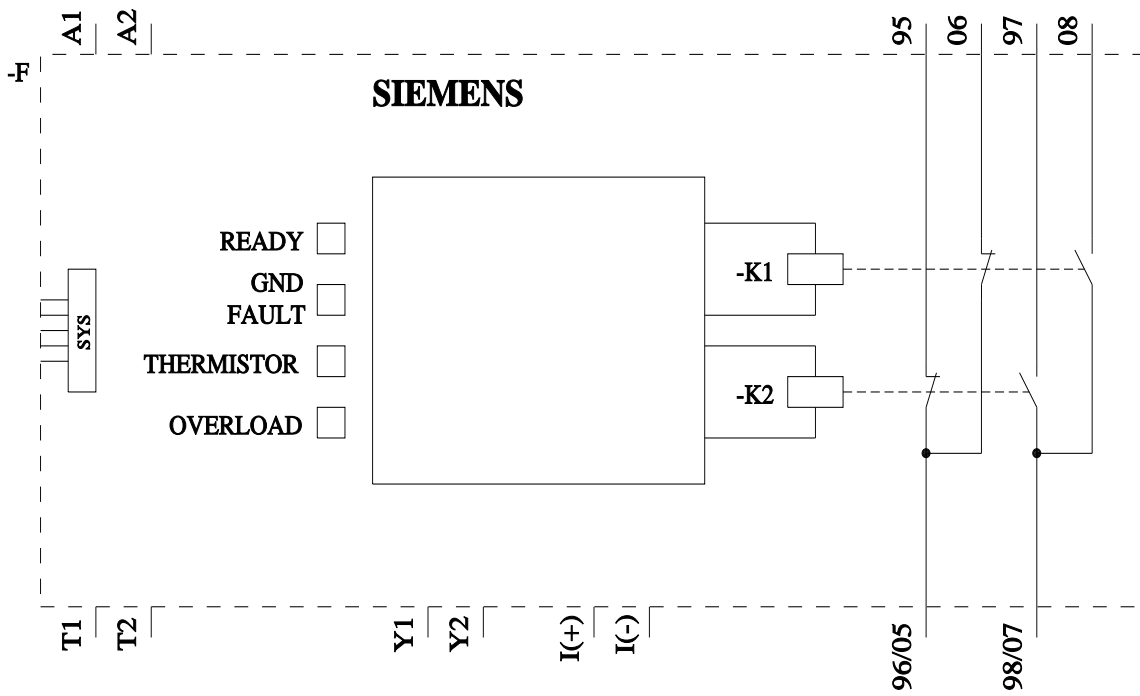 A1
A2
95
06
97
08
-F
SIEMENS
READY
GND
FAULT
THERMISTOR
OVERLOAD
SYS
-K1
-K2
T1
T2
Y1
Y2
I(+)
I(-)
96/05
98/07